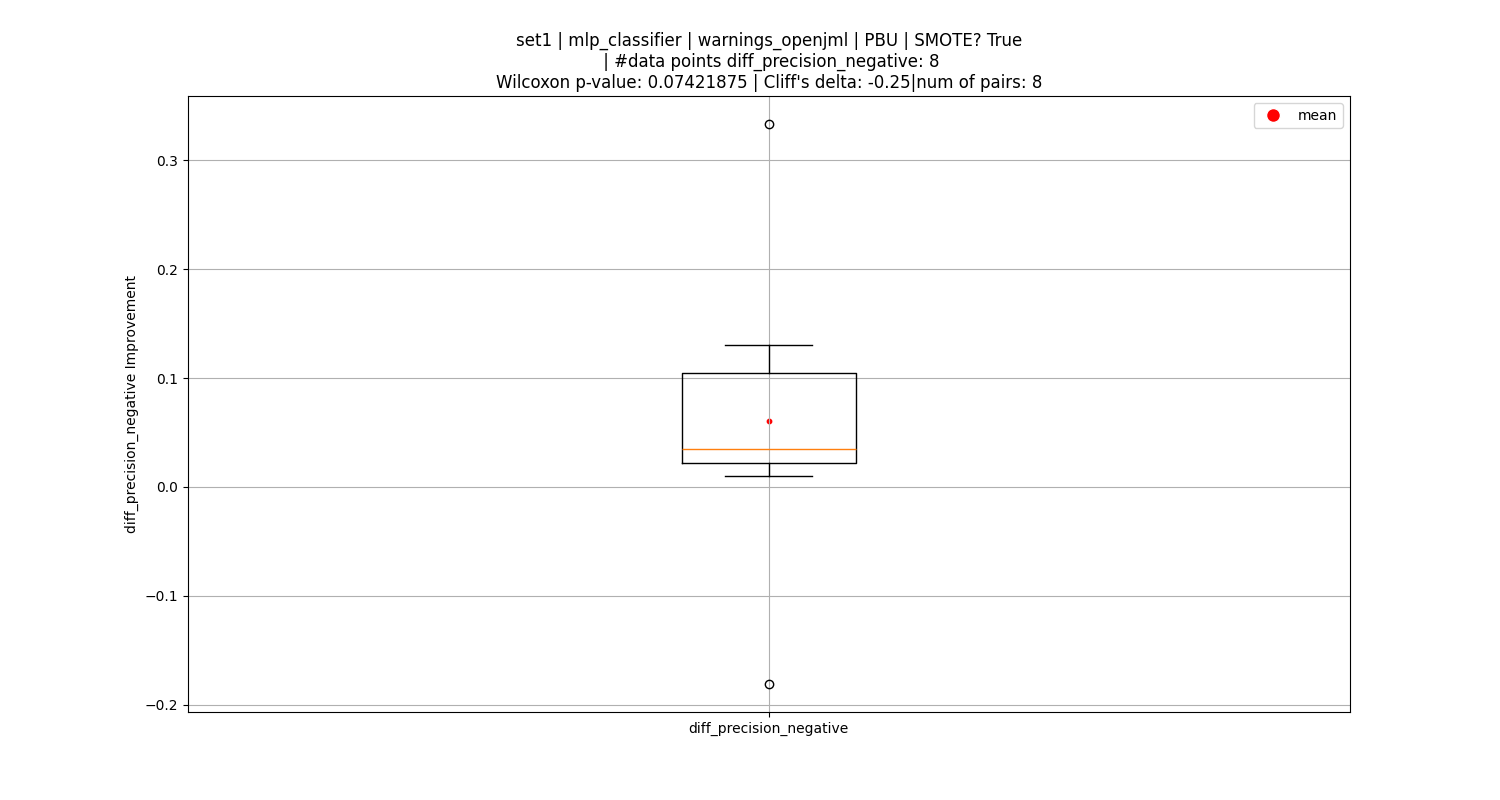 set1 | mlp_classifier | warnings_openjml | PBU | SMOTE? True
| #data points diff_precision_negative: 8
Wilcoxon p-value: 0.07421875 | Cliff's delta: -0.25|num of pairs: 8
mean
0.3
0.2
0.1
0.0
−0.1
−0.2
diff_precision_negative Improvement
diff_precision_negative